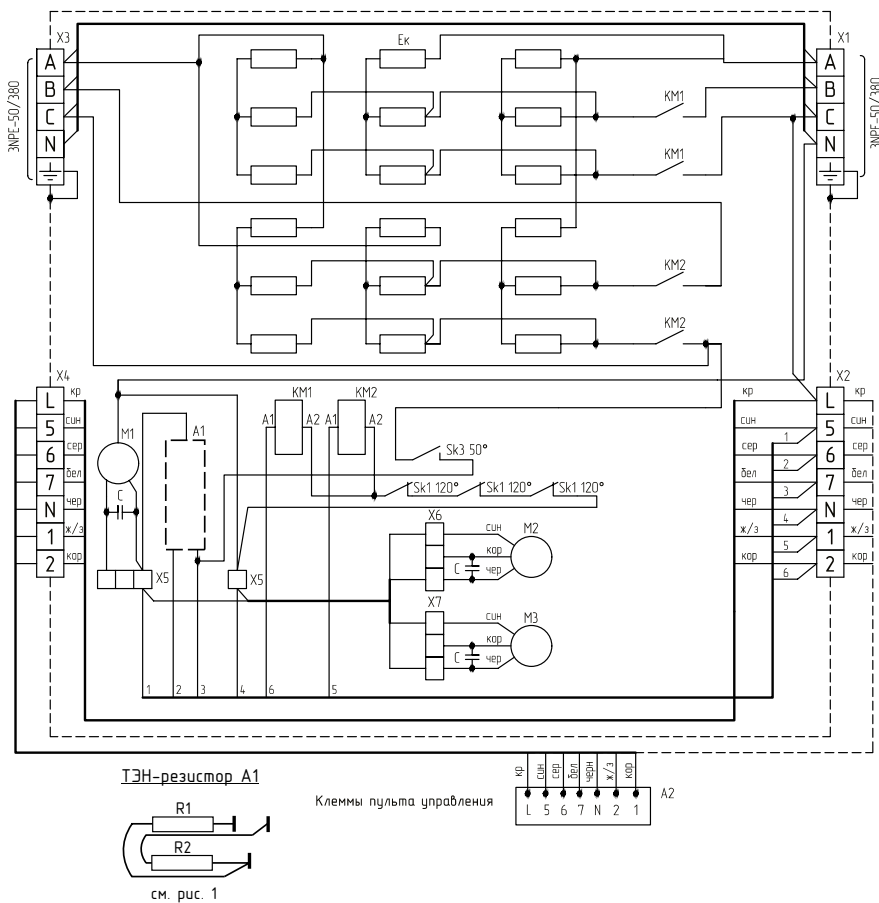 X3
Ек
X1
A
A
B
KM1
B
C
C
3NPE-50/380
3NPE-50/380
N
KM1
N
KM2
KM2
X4
X2
L
кр
KM1
KM2
кр
L
кр
5
син
M1
A1
A1
A2
A1
A2
син
1
5
син
6
сер
Sk3 50°
сер
2
6
сер
7
бел
Sk1 120°
Sk1 120°
Sk1 120°
бел
3
7
бел
N
чер
C
X6
чер
4
N
чер
1
ж/з
син
M2
ж/з
5
1
ж/з
2
кор
X5
X5
кор
C
чер
кор
6
2
кор
X7
син
M3
кор
C
чер
1
2
3
4
6
5
ТЭН-резистор А1
кр
син
сер
бел
черн
ж/з
кор
Клеммы пульта управления
A2
L
5
6
7
N
2
1
R1
R2
см. рис. 1